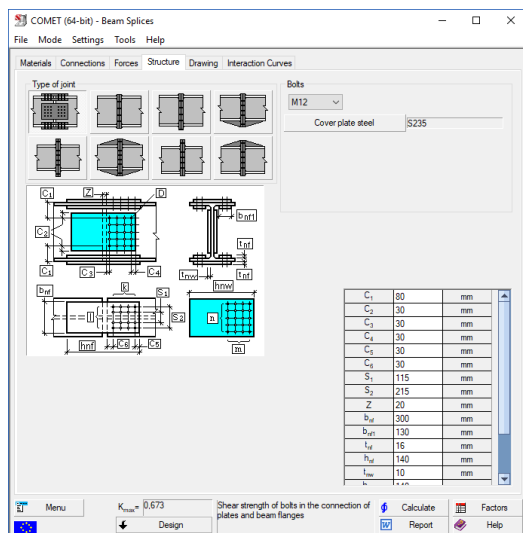 COMET (64-bit) - Beam Splices
File Mode Settings Tools Help
Materials Connections Forces Structure Drawing Interaction Curves
Type of joint
Bolts
M12
Cover plate steel S235
C1 Z D
C2
bnf1
tnf
C1 C3 C4 tnw tnf
k hnw
bnf S1
l S2 n
hnf C6 C5 m
C1 80 mm
C2 30 mm
C3 30 mm
C4 30 mm
C5 30 mm
C6 30 mm
S1 115 mm
S2 215 mm
Z 20 mm
bnf 300 mm
bnf1 130 mm
tnf 16 mm
hnf 140 mm
tnw 10 mm
Menu Kmax= 0,673 Shear strength of bolts in the connection of Calculate Factors
plates and beam flanges
Design Report Help